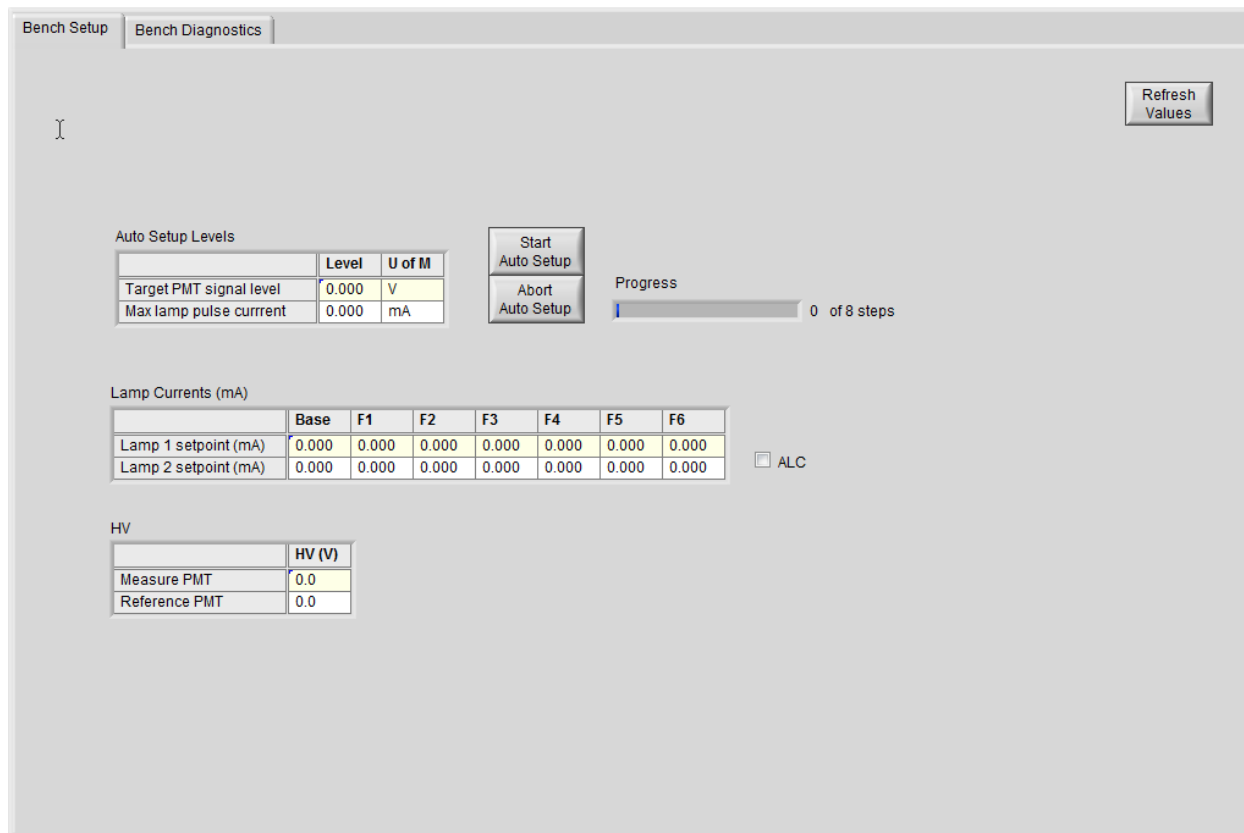 Bench Setup Bench Diagnostics
Refresh
Values
Auto Setup Levels
Level U of M
Target PMT signal level 0.000 V
Max lamp pulse currrent 0.000 mA
Start
Auto Setup
Abort
Auto Setup
Progress
0 of 8 steps
Lamp Currents (mA)
Base F1 F2 F3 F4 F5 F6
Lamp 1 setpoint (mA) 0.000 0.000 0.000 0.000 0.000 0.000 0.000
Lamp 2 setpoint (mA) 0.000 0.000 0.000 0.000 0.000 0.000 0.000
ALC
HV
HV (V)
Measure PMT 0.0
Reference PMT 0.0